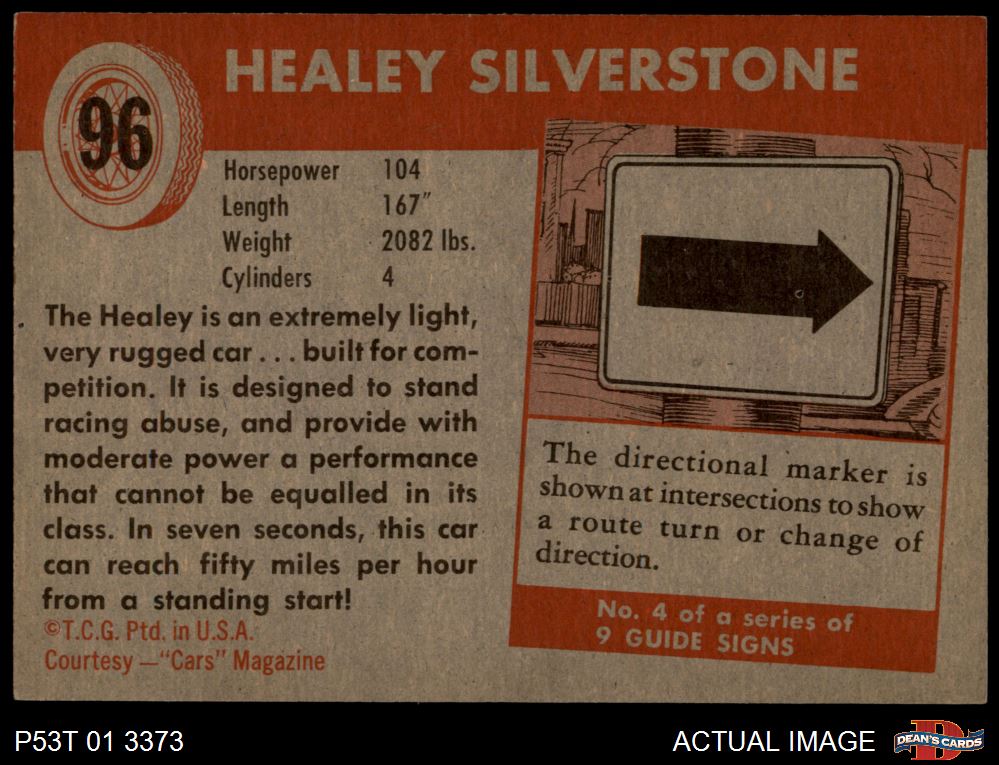 96
HEALEY SILVERSTONE
Horsepower 104
Length 167"
Weight 2082 lbs.
Cylinders 4
The Healey is an extremely light,
very rugged car . . . built for com-
petition. It is designed to stand
racing abuse, and provide with
moderate power a performance
that cannot be equalled in its
class. In seven seconds, this car
can reach fifty miles per hour
from a standing start!
©T.C.G. Ptd. in U.S.A.
Courtesy —"Cars" Magazine
The directional marker is
shown at intersections to show
a route turn or change of
direction.
No. 4 of a series of
9 GUIDE SIGNS
P53T 01 3373
ACTUAL IMAGE
DEAN'S CARDS